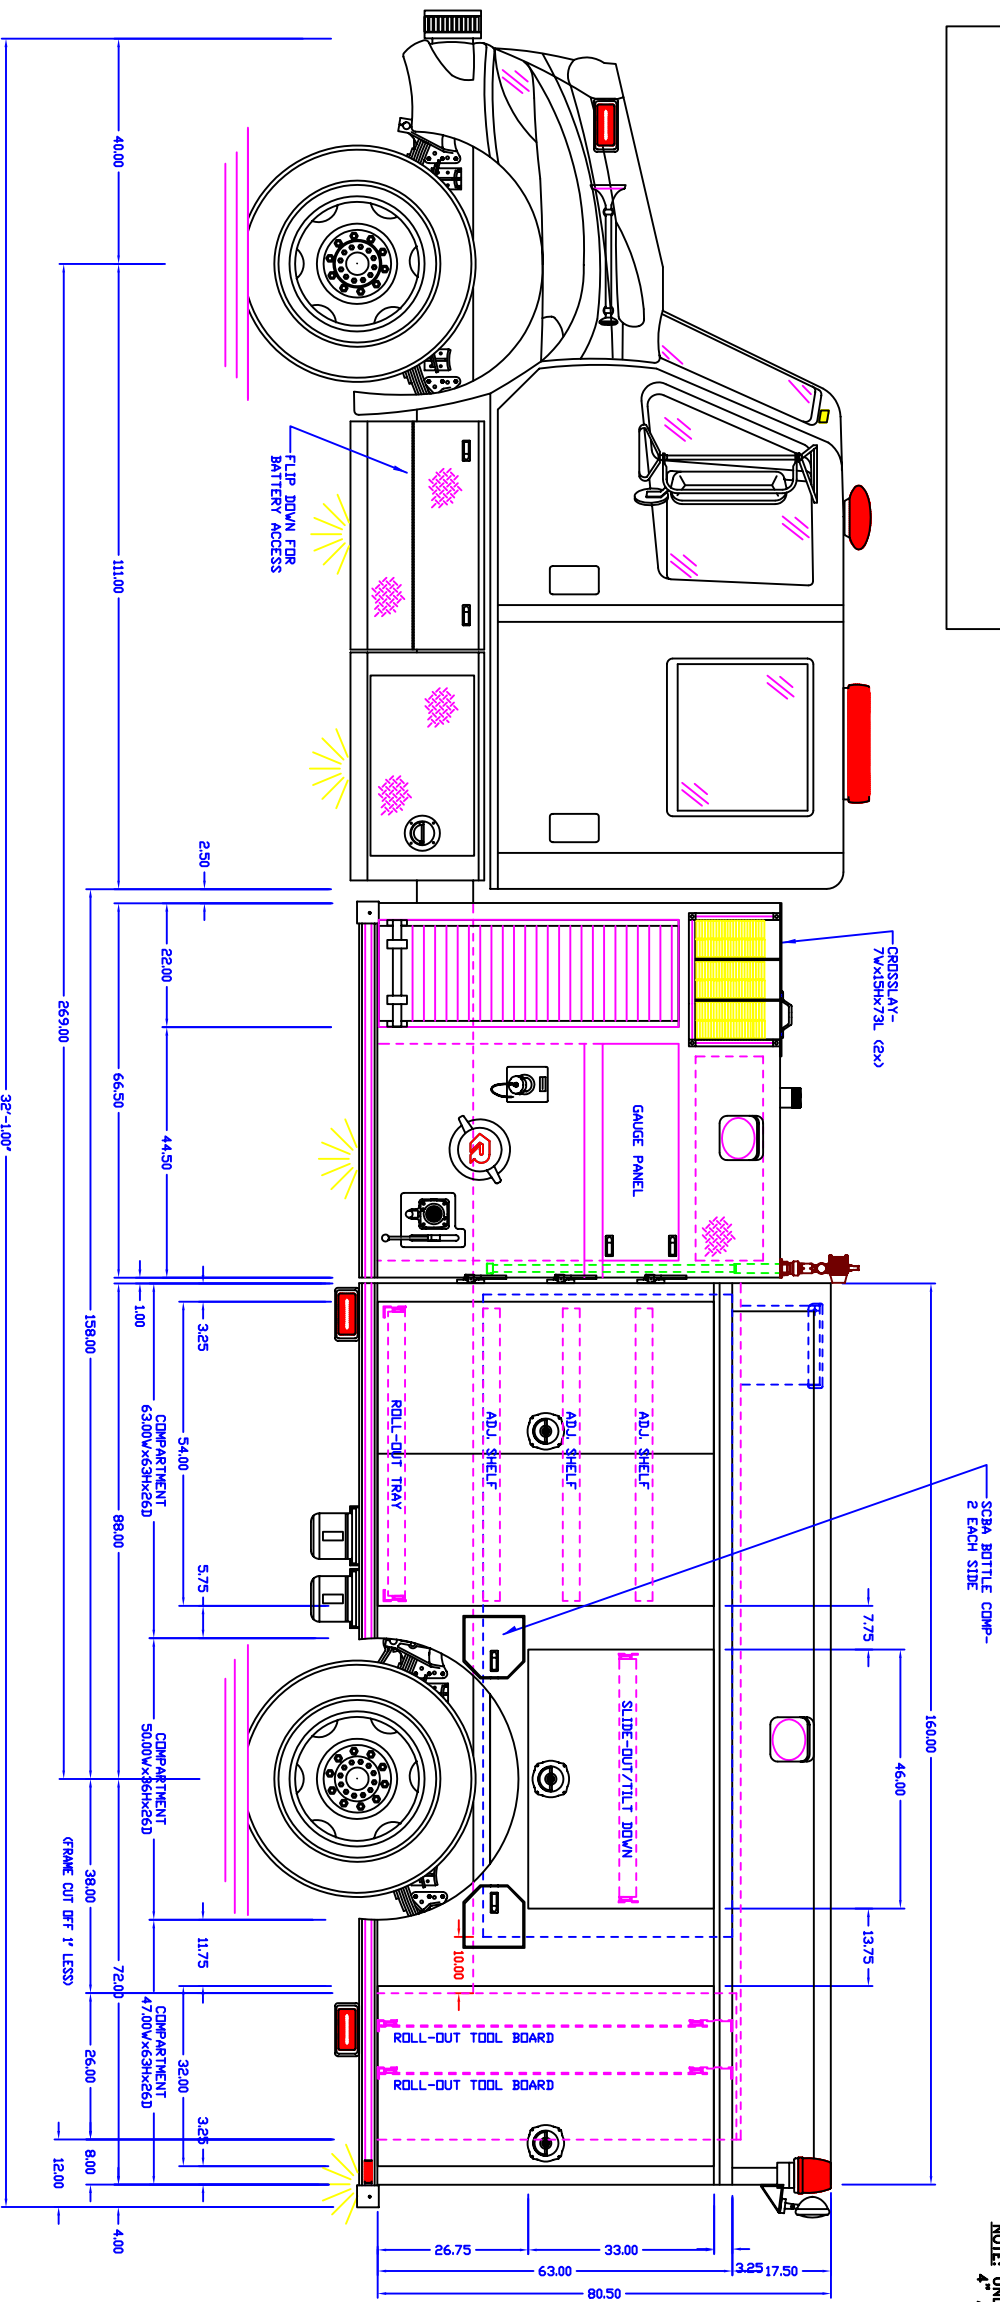 NOTE:
4"
SCBA BOTTLE COMP-
2 EACH SIDE
CROSSLAY-
7Wx15Hx73L (2x)
160.00
7.75
46.00
13.75
GAUGE PANEL
ADJ. SHELF
ADJ. SHELF
ADJ. SHELF
ROLL-OUT TRAY
SLIDE-OUT/TILT DOWN
ROLL-OUT TOOL BOARD
ROLL-OUT TOOL BOARD
10.00
FLIP DOWN FOR
BATTERY ACCESS
17.50
3.25
33.00
26.75
63.00
80.50
2.50
3.25
5.75
11.75
3.25
22.00
44.50
54.00
32.00
1.00
COMPARTMENT
63.00Wx63Hx26D
COMPARTMENT
50.00Wx36Hx26D
COMPARTMENT
47.00Wx63Hx26D
40.00
111.00
66.50
88.00
72.00
4.00
158.00
38.00
26.00
8.00
(FRAME CUT OFF 1" LESS)
269.00
12.00
32'-1.00"